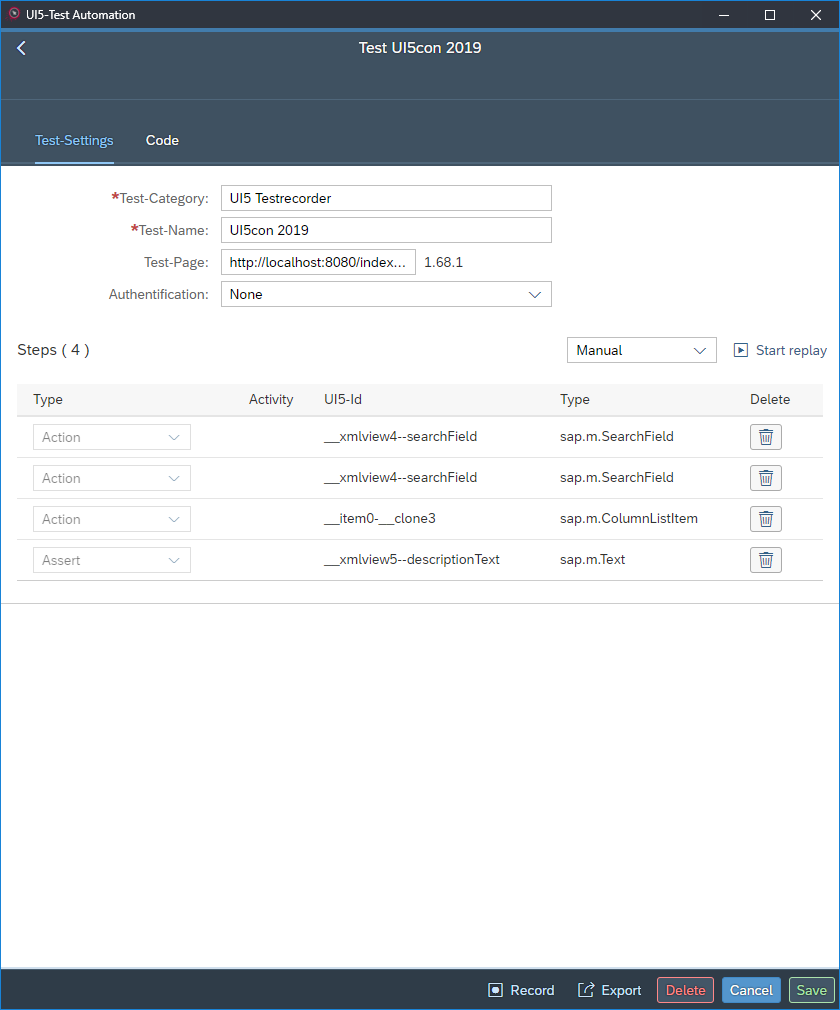 UI5-Test Automation
Test UI5con 2019
Test-Settings Code
*Test-Category: UI5 Testrecorder
*Test-Name: UI5con 2019
Test-Page: http://localhost:8080/index... 1.68.1
Authentification: None
Steps ( 4 ) Manual Start replay
Type Activity UI5-Id Type Delete
Action __xmlview4--searchField sap.m.SearchField
Action __xmlview4--searchField sap.m.SearchField
Action __item0-__clone3 sap.m.ColumnListItem
Assert __xmlview5--descriptionText sap.m.Text
Record Export Delete Cancel Save